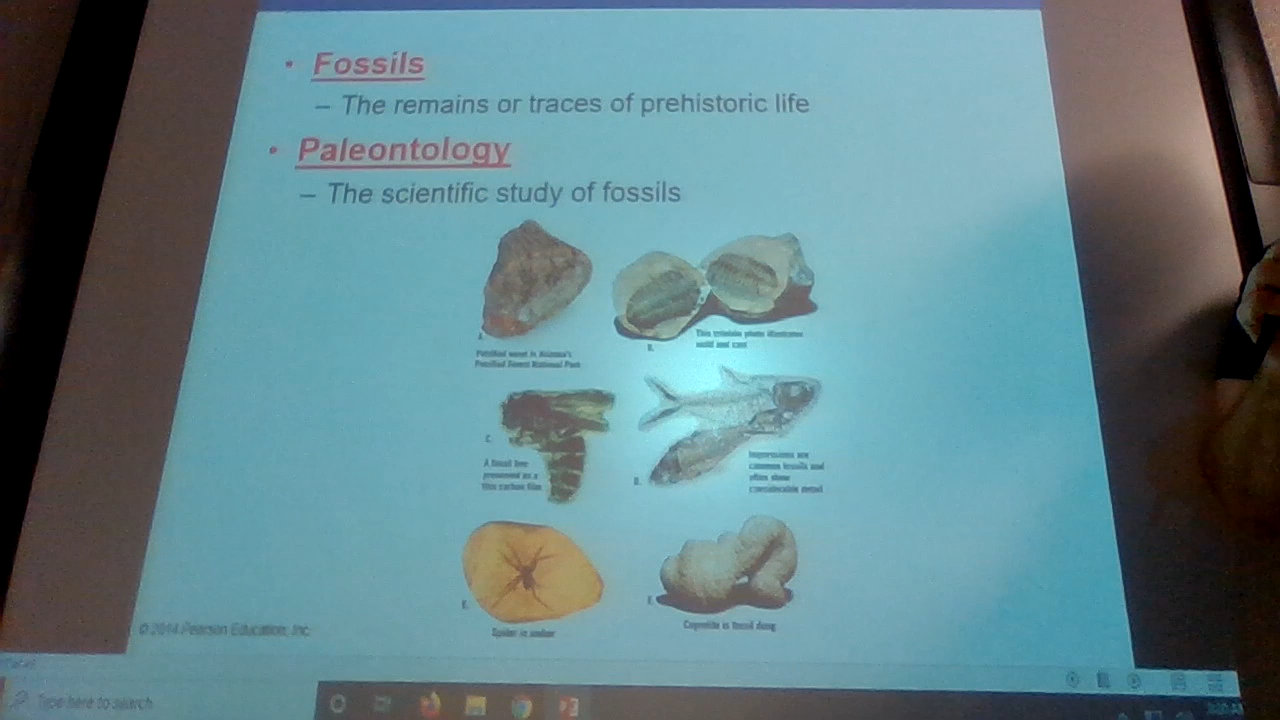 • Fossils
– The remains or traces of prehistoric life
• Paleontology
– The scientific study of fossils
A.
Petrified wood in Arizona's
Petrified Forest National Park
B.
This trilobite photo illustrates
mold and cast
C.
A fossil bee
preserved as a
thin carbon film
D.
Impressions are
common fossils and
often show
considerable detail
E.
Spider in amber
F.
Coprolite is fossil dung
© 2014 Pearson Education, Inc.
Type here to search